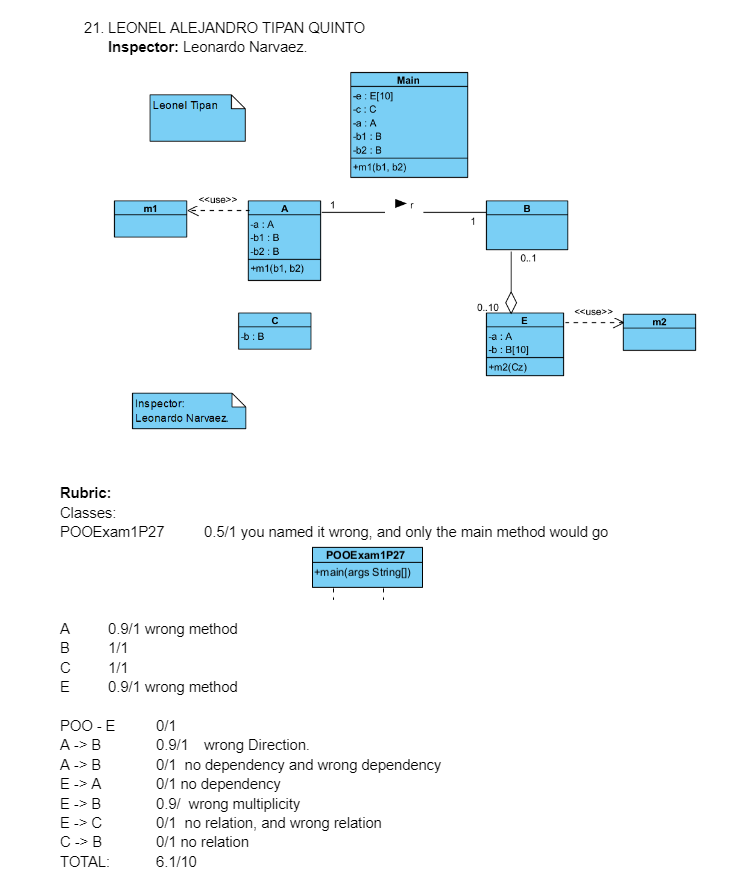 21. LEONEL ALEJANDRO TIPAN QUINTO
Inspector: Leonardo Narvaez.
Leonel Tipan
Main
-e : E[10]
-c : C
-a : A
-b1 : B
-b2 : B
+m1(b1, b2)
m1
<<use>>
A
-a : A
-b1 : B
-b2 : B
+m1(b1, b2)
1
r
1
B
0..1
C
-b : B
0..10
E
-a : A
-b : B[10]
+m2(Cz)
<<use>>
m2
Inspector:
Leonardo Narvaez.
Rubric:
Classes:
POOExam1P27 0.5/1 you named it wrong, and only the main method would go
POOExam1P27
+main(args String[])
A 0.9/1 wrong method
B 1/1
C 1/1
E 0.9/1 wrong method
POO - E 0/1
A -> B 0.9/1 wrong Direction.
A -> B 0/1 no dependency and wrong dependency
E -> A 0/1 no dependency
E -> B 0.9/ wrong multiplicity
E -> C 0/1 no relation, and wrong relation
C -> B 0/1 no relation
TOTAL: 6.1/10